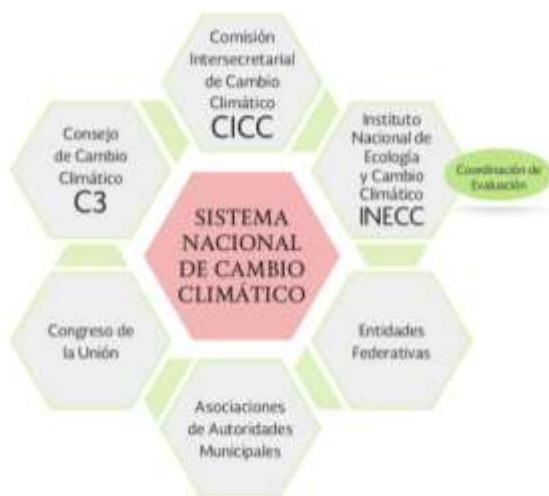 Comisión
Intersecretarial
de Cambio
Climático
CICC
Instituto
Nacional de
Ecología
y Cambio
Climático
INECC
Coordinación de
Evaluación
Consejo
de Cambio
Climático
C3
SISTEMA
NACIONAL
DE CAMBIO
CLIMÁTICO
Congreso de
la Unión
Entidades
Federativas
Asociaciones
de Autoridades
Municipales